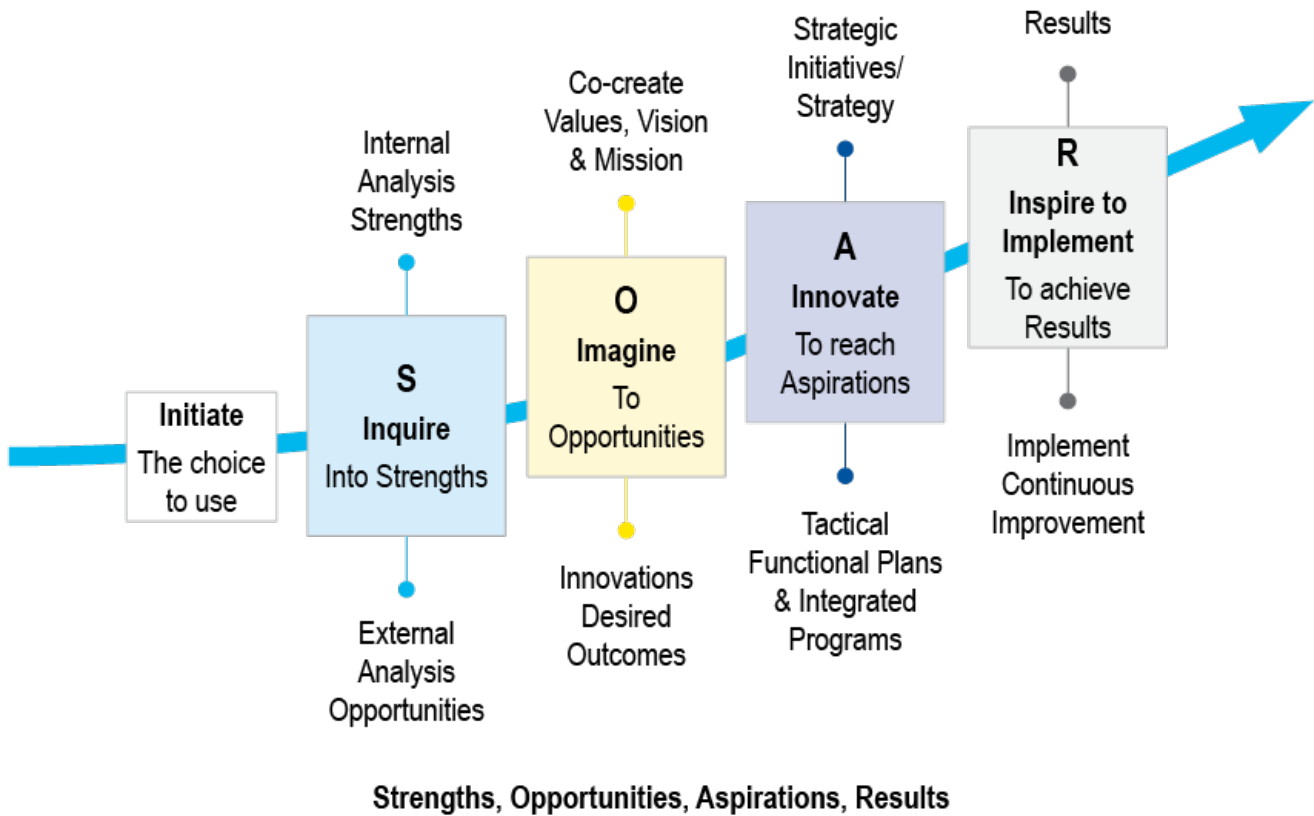 Initiate
The choice
to use
Internal
Analysis
Strengths
S
Inquire
Into Strengths
External
Analysis
Opportunities
Co-create
Values, Vision
& Mission
O
Imagine
To
Opportunities
Innovations
Desired
Outcomes
Strategic
Initiatives/
Strategy
A
Innovate
To reach
Aspirations
Tactical
Functional Plans
& Integrated
Programs
Results
R
Inspire to
Implement
To achieve
Results
Implement
Continuous
Improvement
Strengths, Opportunities, Aspirations, Results